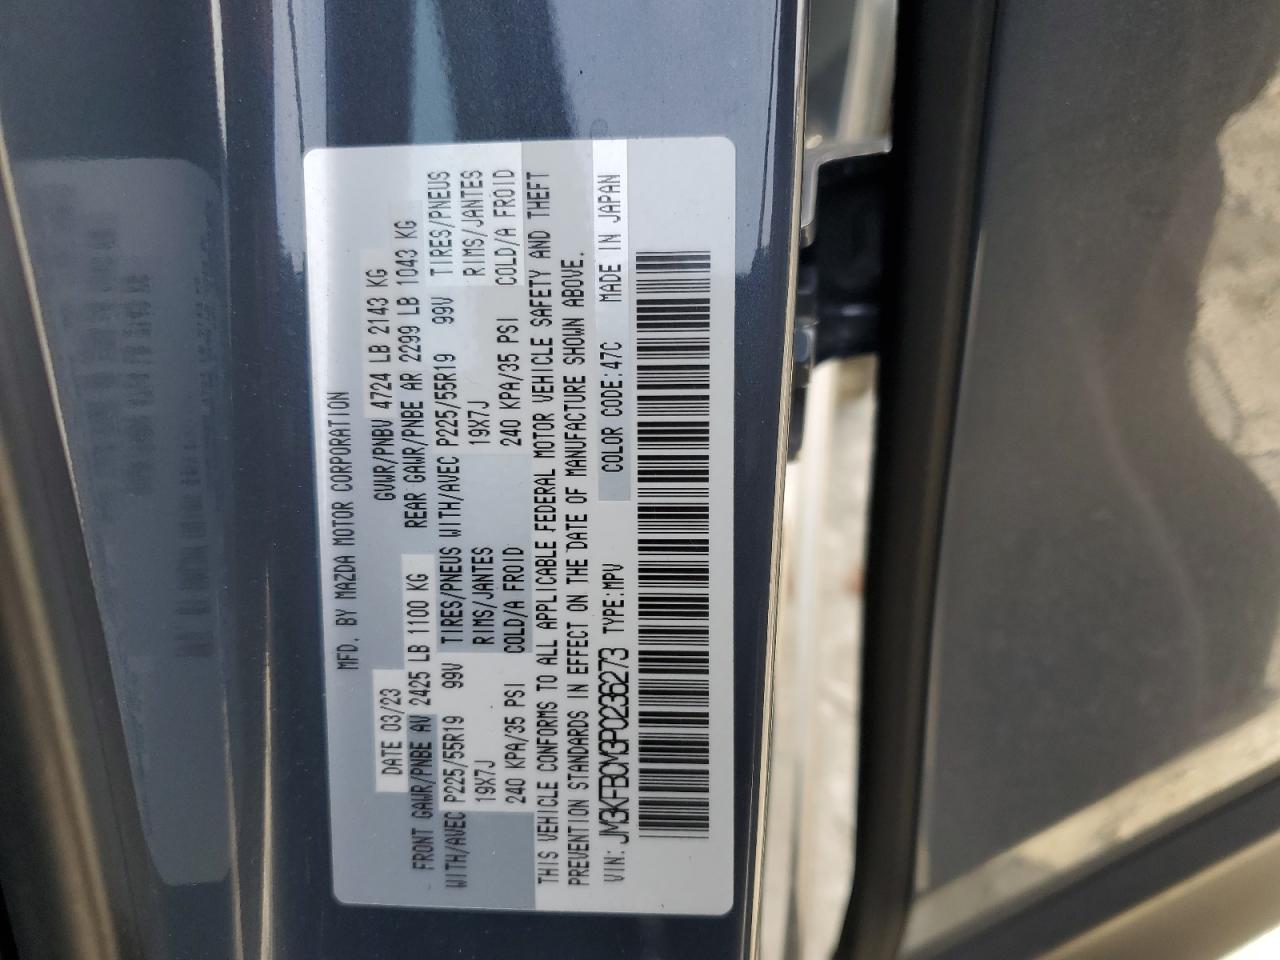 MFD. BY MAZDA MOTOR CORPORATION
DATE 03/23 GVWR/PNBV 4724 LB 2143 KG
FRONT GAWR/PNBE AV 2425 LB 1100 KG REAR GAWR/PNBE AR 2299 LB 1043 KG
WITH/AVEC P225/55R19 99V TIRES/PNEUS WITH/AVEC P225/55R19 99V TIRES/PNEUS
19X7J RIMS/JANTES 19X7J RIMS/JANTES
240 KPA/35 PSI COLD/A FROID 240 KPA/35 PSI COLD/A FROID
THIS VEHICLE CONFORMS TO ALL APPLICABLE FEDERAL MOTOR VEHICLE SAFETY AND THEFT
PREVENTION STANDARDS IN EFFECT ON THE DATE OF MANUFACTURE SHOWN ABOVE.
VIN: JM3KFBCM3P0236273 TYPE:MPV COLOR CODE:47C MADE IN JAPAN